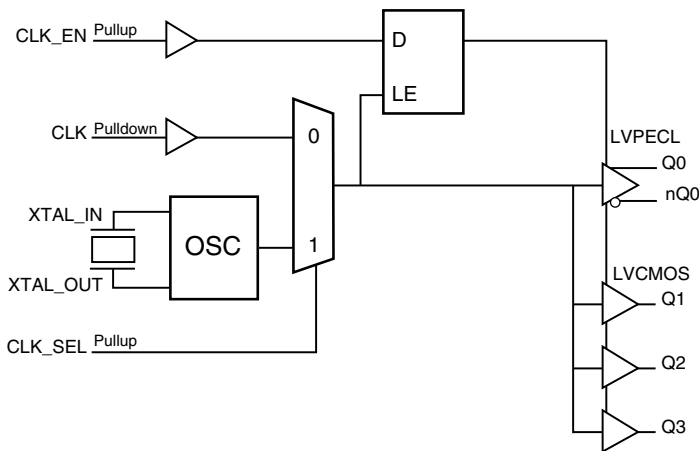 CLK_EN Pullup
D
LE
CLK Pulldown
0
LVPECL
Q0
nQ0
XTAL_IN
OSC
1
XTAL_OUT
LVCMOS
Q1
CLK_SEL Pullup
Q2
Q3